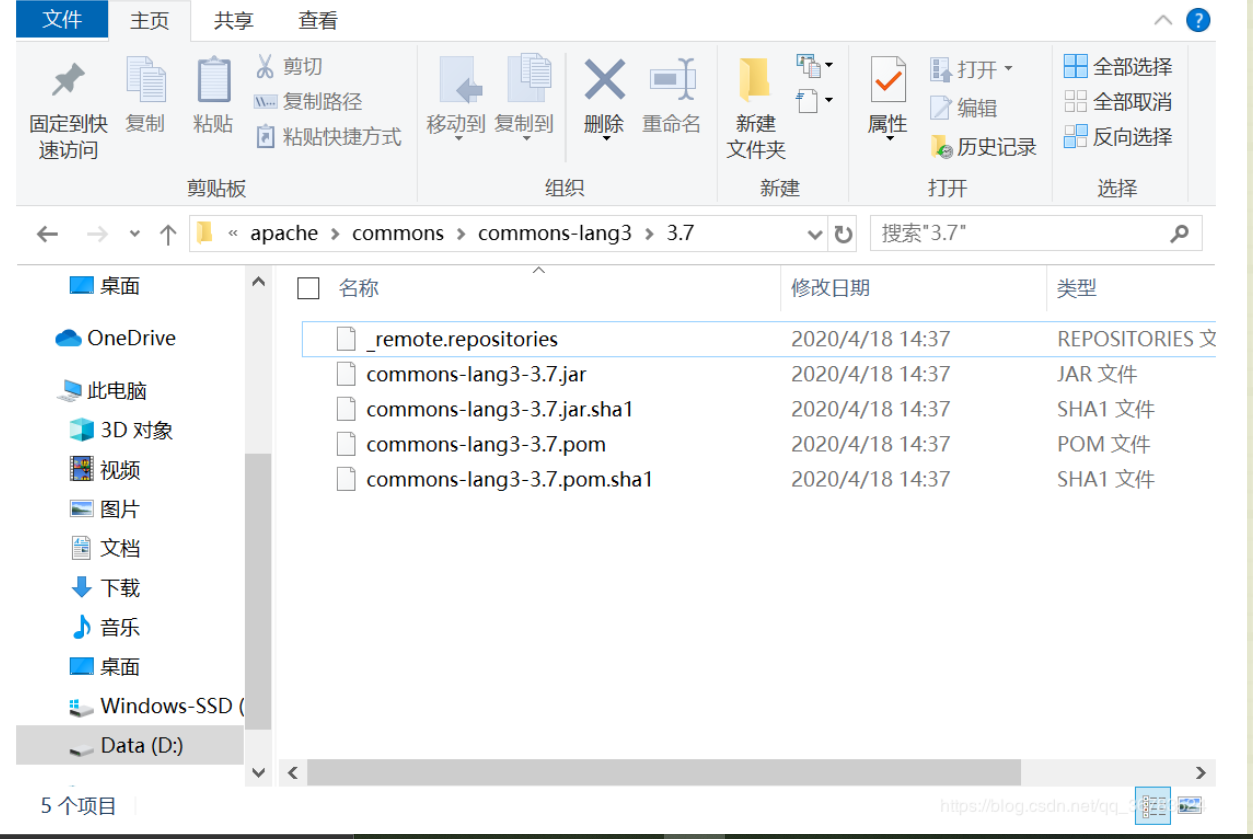 文件 主页 共享 查看
固定到快速访问
复制
粘贴
剪切
复制路径
粘贴快捷方式
剪贴板
移动到
复制到
删除
重命名
组织
新建
文件夹
新建
属性
打开
编辑
历史记录
打开
全部选择
全部取消
反向选择
选择
« apache > commons > commons-lang3 > 3.7
搜索"3.7"
桌面
OneDrive
此电脑
3D 对象
视频
图片
文档
下载
音乐
桌面
Windows-SSD (
Data (D:)
名称 修改日期 类型
_remote.repositories 2020/4/18 14:37 REPOSITORIES 文
commons-lang3-3.7.jar 2020/4/18 14:37 JAR 文件
commons-lang3-3.7.jar.sha1 2020/4/18 14:37 SHA1 文件
commons-lang3-3.7.pom 2020/4/18 14:37 POM 文件
commons-lang3-3.7.pom.sha1 2020/4/18 14:37 SHA1 文件
5 个项目